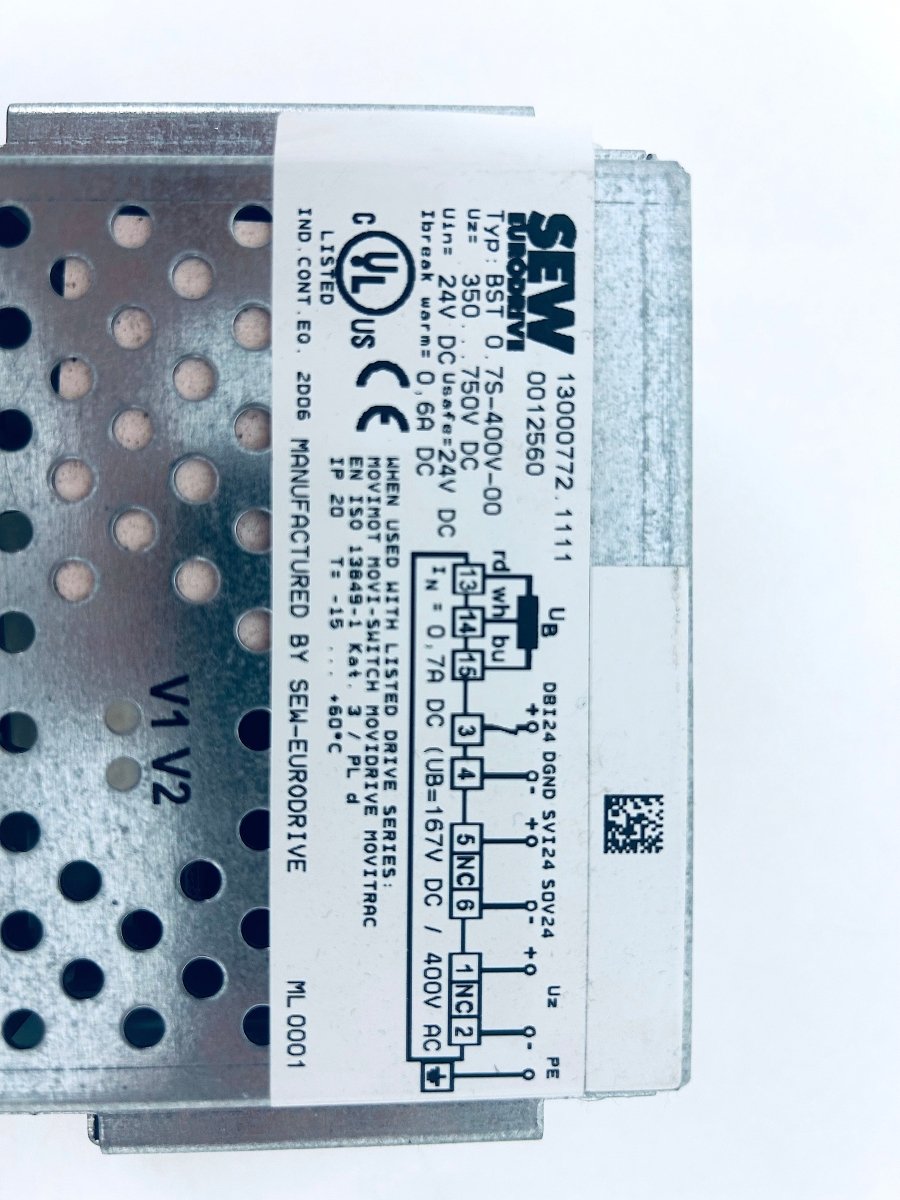 SEW
EURODRIVE
13000772.1111
0012560
Typ: BST 0.7S-400V-00
Uz= 350...750V DC
Uin= 24V DC Usafe=24V DC
Ibreak warm= 0,6A DC
C UL US
LISTED
IND.CONT.EQ. 2D06
CE
WHEN USED WITH LISTED DRIVE SERIES:
MOVIMOT MOVI-SWITCH MOVIDRIVE MOVITRAC
EN ISO 13849-1 Kat. 3 / PL d
IP 20 T= -15 ... +60°C
MANUFACTURED BY SEW-EURODRIVE
ML0001
UB
DBI24 DGND SVI24 SOV24 Uz PE
rd wh bu
+ - + - + -
13 14 15 3 4 5 NC 6 1 NC 2
IN = 0,7A DC (UB=167V DC / 400V AC
V1 V2